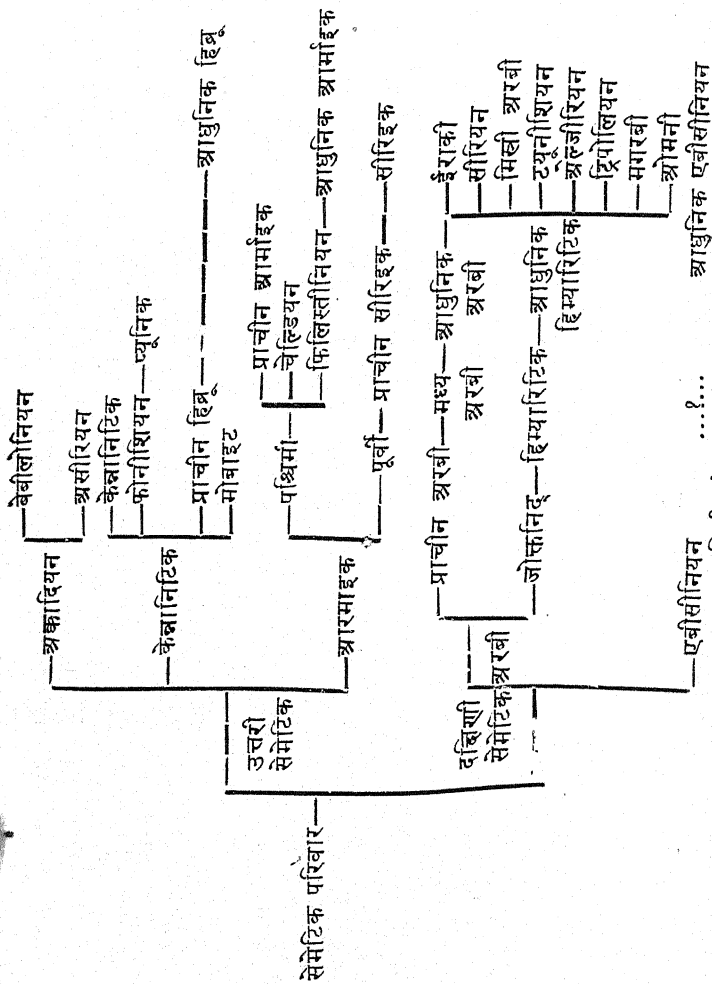 सेमेटिक परिवार
उत्तरी
सेमेटिक
अक्कादियन
बेबीलोनियन
असीरियन
केन्नानिटिक
केन्नानिटिक
फोनीशियन — प्यूनिक
प्राचीन हिब्रू — आधुनिक हिब्रू
मोबाइट
आरमाइक
पश्चिमी
प्राचीन आर्माइक
चेल्डियन
फिलिस्तीनियन — आधुनिक आर्माइक
पूर्वी — प्राचीन सीरिइक — सीरिइक
दक्षिणी
सेमेटिक
अरबी
प्राचीन अरबी — मध्य — आधुनिक
अरबी अरबी
ईराकी
सीरियन
मिस्री अरबी
ट्यूनीशियन
अल्जीरियन
ट्रिपोलियन
मगरबी
ओमनी
जोक्तनिद् — हिम्यारिटिक — आधुनिक
हिम्यारिटिक
एबीसीनियन ...?... आधुनिक एबीसीनियन